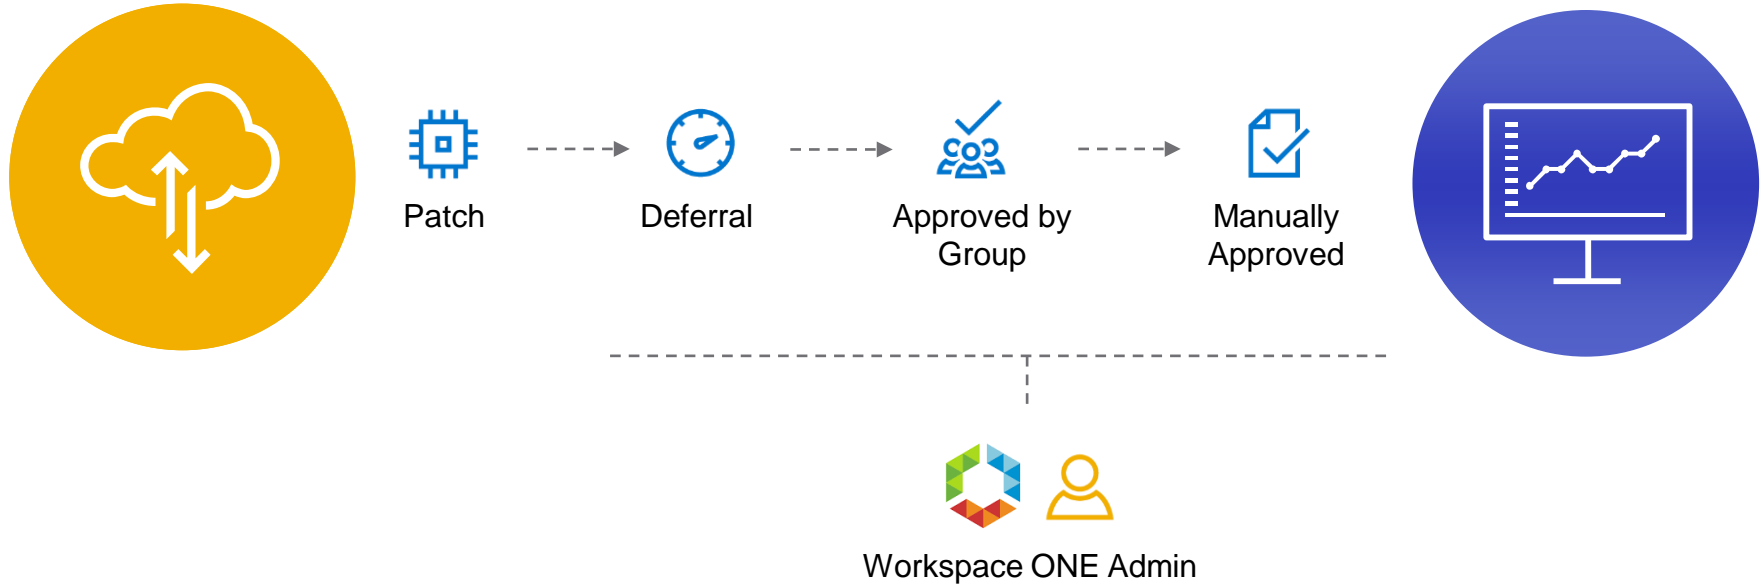 Patch
Deferral
Approved by
Group
Manually
Approved
Workspace ONE Admin